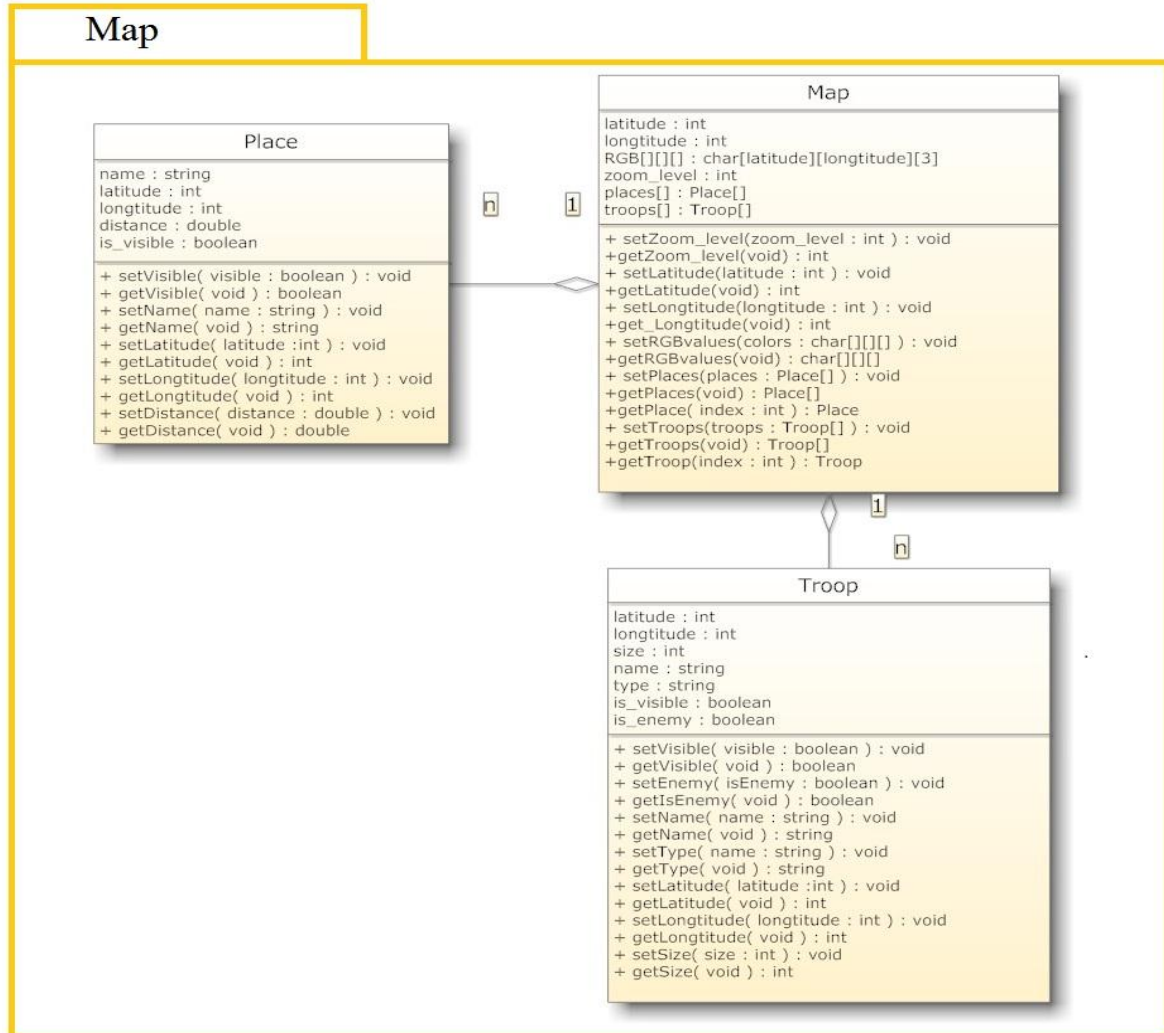 Map
Place
name : string
latitude : int
longtitude : int
distance : double
is_visible : boolean
+ setVisible( visible : boolean ) : void
+ getVisible( void ) : boolean
+ setName( name : string ) : void
+ getName( void ) : string
+ setLatitude( latitude :int ) : void
+ getLatitude( void ) : int
+ setLongtitude( longtitude : int ) : void
+ getLongtitude( void ) : int
+ setDistance( distance : double ) : void
+ getDistance( void ) : double
n
1
Map
latitude : int
longtitude : int
RGB[][][] : char[latitude][longtitude][3]
zoom_level : int
places[] : Place[]
troops[] : Troop[]
+ setZoom_level(zoom_level : int ) : void
+getZoom_level(void) : int
+ setLatitude(latitude : int ) : void
+getLatitude(void) : int
+ setLongtitude(longtitude : int ) : void
+get_Longtitude(void) : int
+ setRGBvalues(colors : char[][][] ) : void
+getRGBvalues(void) : char[][][]
+ setPlaces(places : Place[] ) : void
+getPlaces(void) : Place[]
+getPlace( index : int ) : Place
+ setTroops(troops : Troop[] ) : void
+getTroops(void) : Troop[]
+getTroop(index : int ) : Troop
1
n
Troop
latitude : int
longtitude : int
size : int
name : string
type : string
is_visible : boolean
is_enemy : boolean
+ setVisible( visible : boolean ) : void
+ getVisible( void ) : boolean
+ setEnemy( isEnemy : boolean ) : void
+ getIsEnemy( void ) : boolean
+ setName( name : string ) : void
+ getName( void ) : string
+ setType( name : string ) : void
+ getType( void ) : string
+ setLatitude( latitude :int ) : void
+ getLatitude( void ) : int
+ setLongtitude( longtitude : int ) : void
+ getLongtitude( void ) : int
+ setSize( size : int ) : void
+ getSize( void ) : int
.